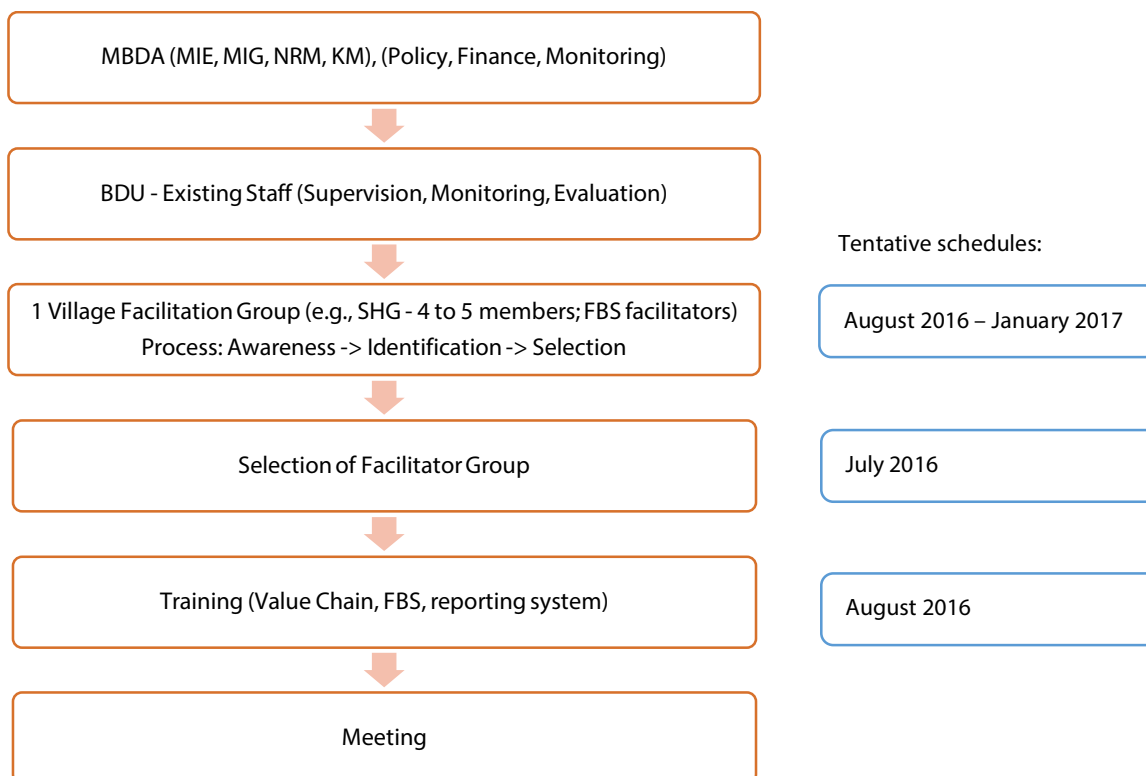 MBDA (MIE, MIG, NRM, KM), (Policy, Finance, Monitoring)
BDU - Existing Staff (Supervision, Monitoring, Evaluation)
Tentative schedules:
1 Village Facilitation Group (e.g., SHG - 4 to 5 members; FBS facilitators)
Process: Awareness -> Identification -> Selection
August 2016 – January 2017
Selection of Facilitator Group
July 2016
Training (Value Chain, FBS, reporting system)
August 2016
Meeting